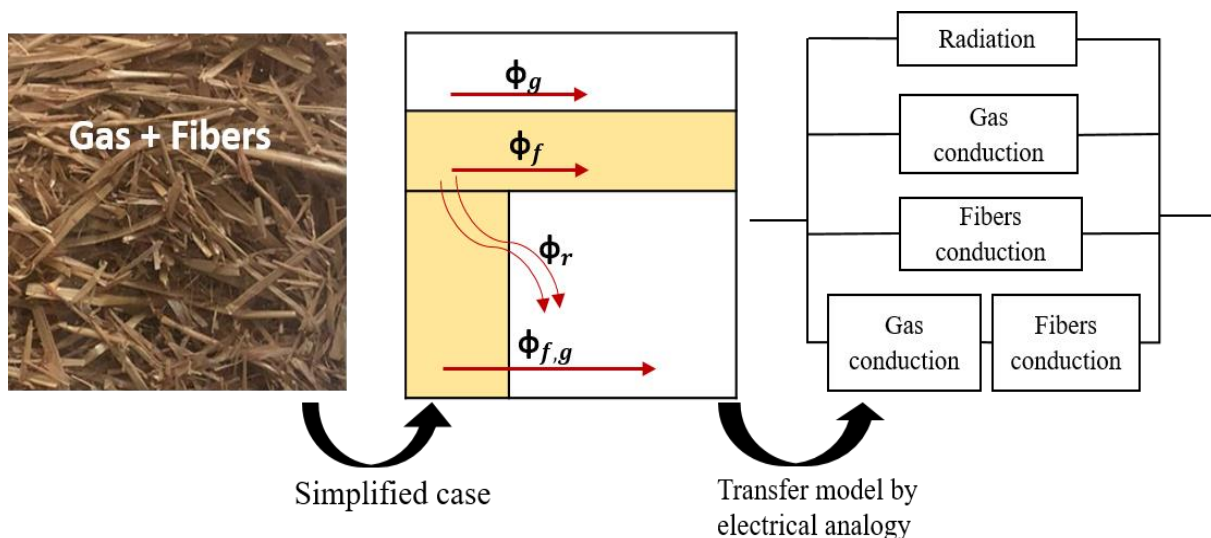 Gas + Fibers
ϕg
ϕf
ϕr
ϕf,g
Simplified case
Radiation
Gas
conduction
Fibers
conduction
Gas
conduction
Fibers
conduction
Transfer model by
electrical analogy